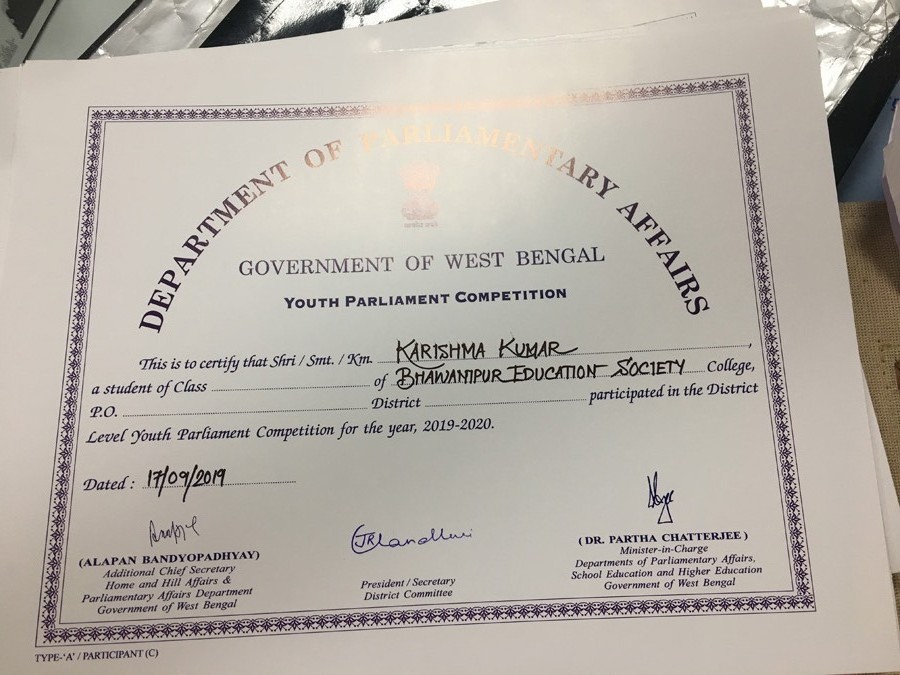 DEPARTMENT OF PARLIAMENTARY AFFAIRS
GOVERNMENT OF WEST BENGAL
YOUTH PARLIAMENT COMPETITION
This is to certify that Shri / Smt. / Km. KARISHMA KUMAR,
a student of Class of BHAWANIPUR EDUCATION SOCIETY College,
P.O. District participated in the District
Level Youth Parliament Competition for the year, 2019-2020.
Dated : 17/09/2019
(ALAPAN BANDYOPADHYAY)
Additional Chief Secretary
Home and Hill Affairs &
Parliamentary Affairs Department
Government of West Bengal
President / Secretary
District Committee
(DR. PARTHA CHATTERJEE)
Minister-in-Charge
Departments of Parliamentary Affairs,
School Education and Higher Education
Government of West Bengal
TYPE-'A' / PARTICIPANT (C)